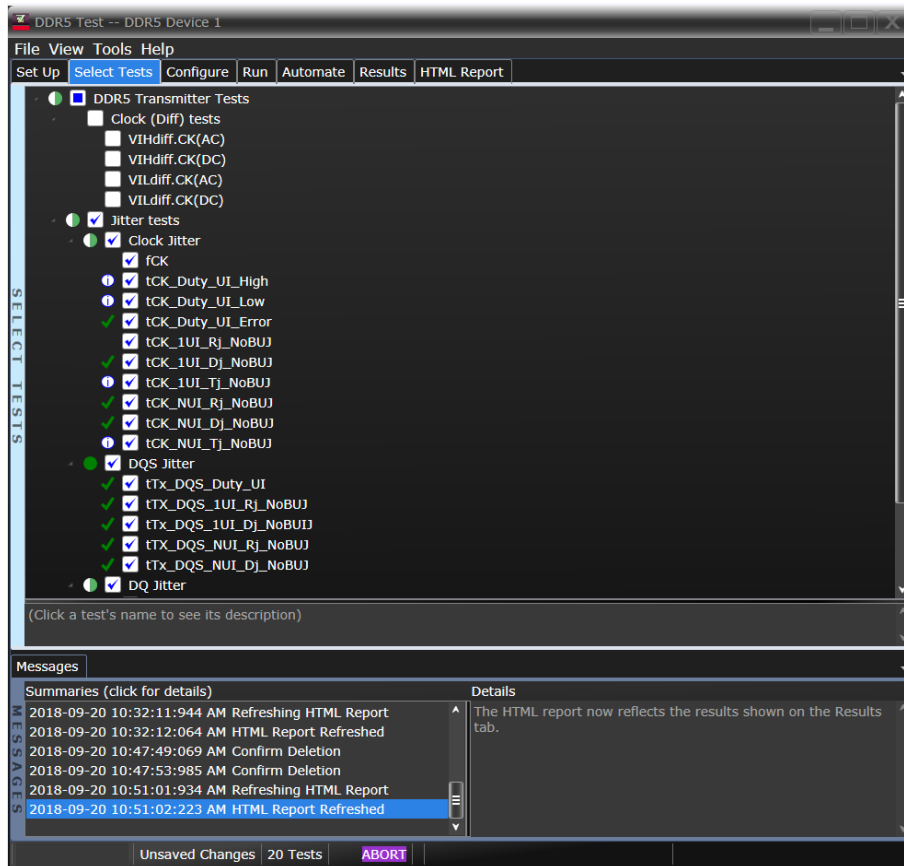 DDR5 Test -- DDR5 Device 1
File View Tools Help
Set Up Select Tests Configure Run Automate Results HTML Report
SELECT TESTS
DDR5 Transmitter Tests
Clock (Diff) tests
VIHdiff.CK(AC)
VIHdiff.CK(DC)
VILdiff.CK(AC)
VILdiff.CK(DC)
Jitter tests
Clock Jitter
fCK
tCK_Duty_UI_High
tCK_Duty_UI_Low
tCK_Duty_UI_Error
tCK_1UI_Rj_NoBUJ
tCK_1UI_Dj_NoBUJ
tCK_1UI_Tj_NoBUJ
tCK_NUI_Rj_NoBUJ
tCK_NUI_Dj_NoBUJ
tCK_NUI_Tj_NoBUJ
DQS Jitter
tTx_DQS_Duty_UI
tTX_DQS_1UI_Rj_NoBUJ
tTx_DQS_1UI_Dj_NoBUIJ
tTx_DQS_NUI_Rj_NoBUJ
tTx_DQS_NUI_Dj_NoBUJ
DQ Jitter
(Click a test's name to see its description)
Messages
MESSAGES
Summaries (click for details)
2018-09-20 10:32:11:944 AM Refreshing HTML Report
2018-09-20 10:32:12:064 AM HTML Report Refreshed
2018-09-20 10:47:49:069 AM Confirm Deletion
2018-09-20 10:47:53:985 AM Confirm Deletion
2018-09-20 10:51:01:934 AM Refreshing HTML Report
2018-09-20 10:51:02:223 AM HTML Report Refreshed
Details
The HTML report now reflects the results shown on the Results
tab.
Unsaved Changes 20 Tests ABORT